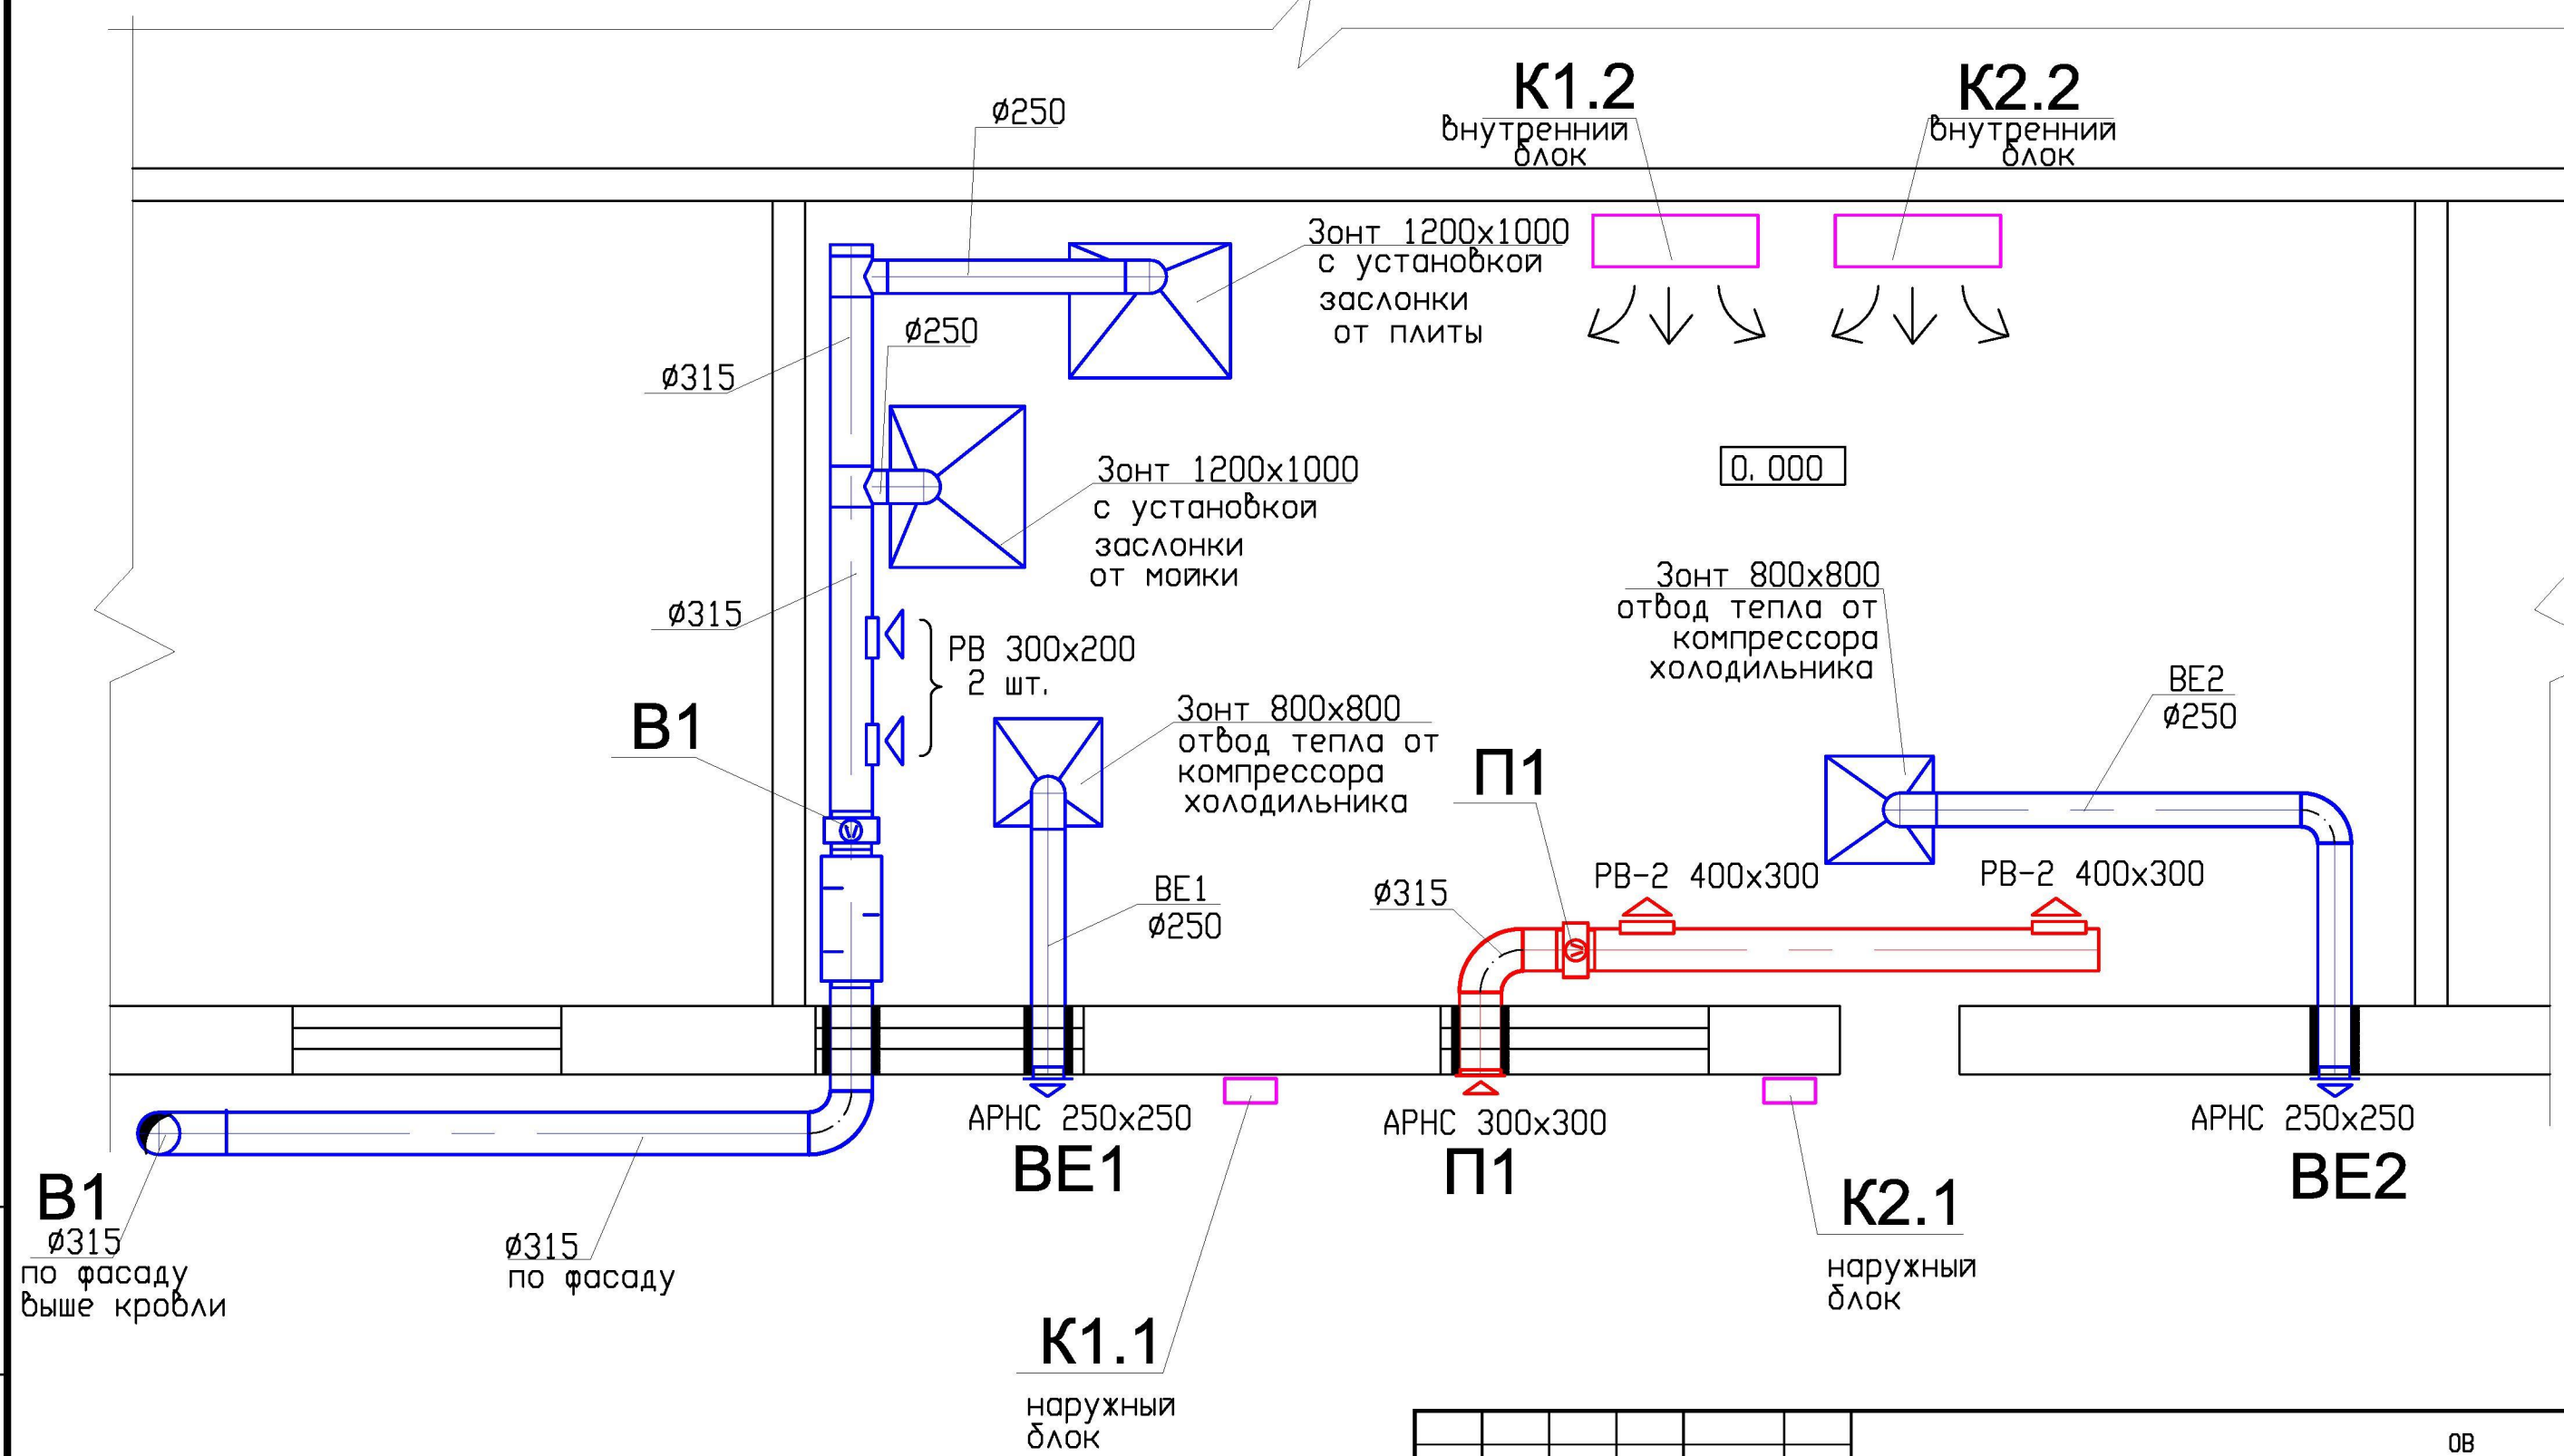 К1.2
внутренний
блок
К2.2
внутренний
блок
ø250
Зонт 1200х1000
с установкой
заслонки
от плиты
ø250
ø315
Зонт 1200х1000
с установкой
заслонки
от мойки
0.000
ø315
РВ 300х200
2 шт.
Зонт 800х800
отвод тепла от
компрессора
холодильника
ВЕ2
ø250
В1
Зонт 800х800
отвод тепла от
компрессора
холодильника
П1
РВ-2 400х300
РВ-2 400х300
ВЕ1
ø250
ø315
АРНС 250х250
ВЕ1
АРНС 300х300
П1
АРНС 250х250
ВЕ2
В1
ø315
по фасаду
выше кровли
ø315
по фасаду
К2.1
наружный
блок
К1.1
наружный
блок
ОВ